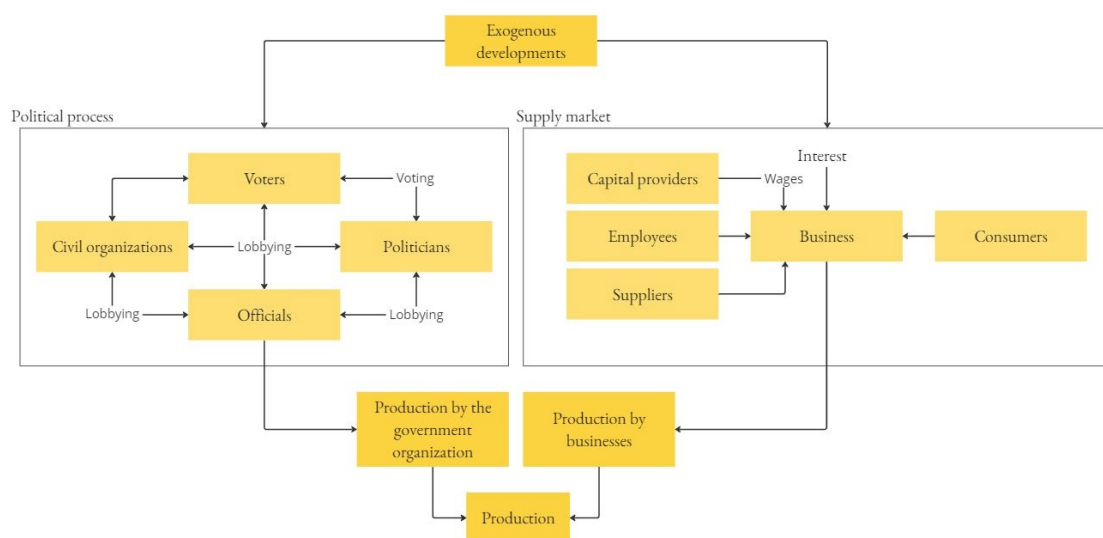 Exogenous
developments
Political process
Supply market
Voters
Voting
Civil organizations
Lobbying
Politicians
Lobbying
Officials
Lobbying
Interest
Capital providers
Wages
Employees
Business
Consumers
Suppliers
Production by the
government
organization
Production by
businesses
Production